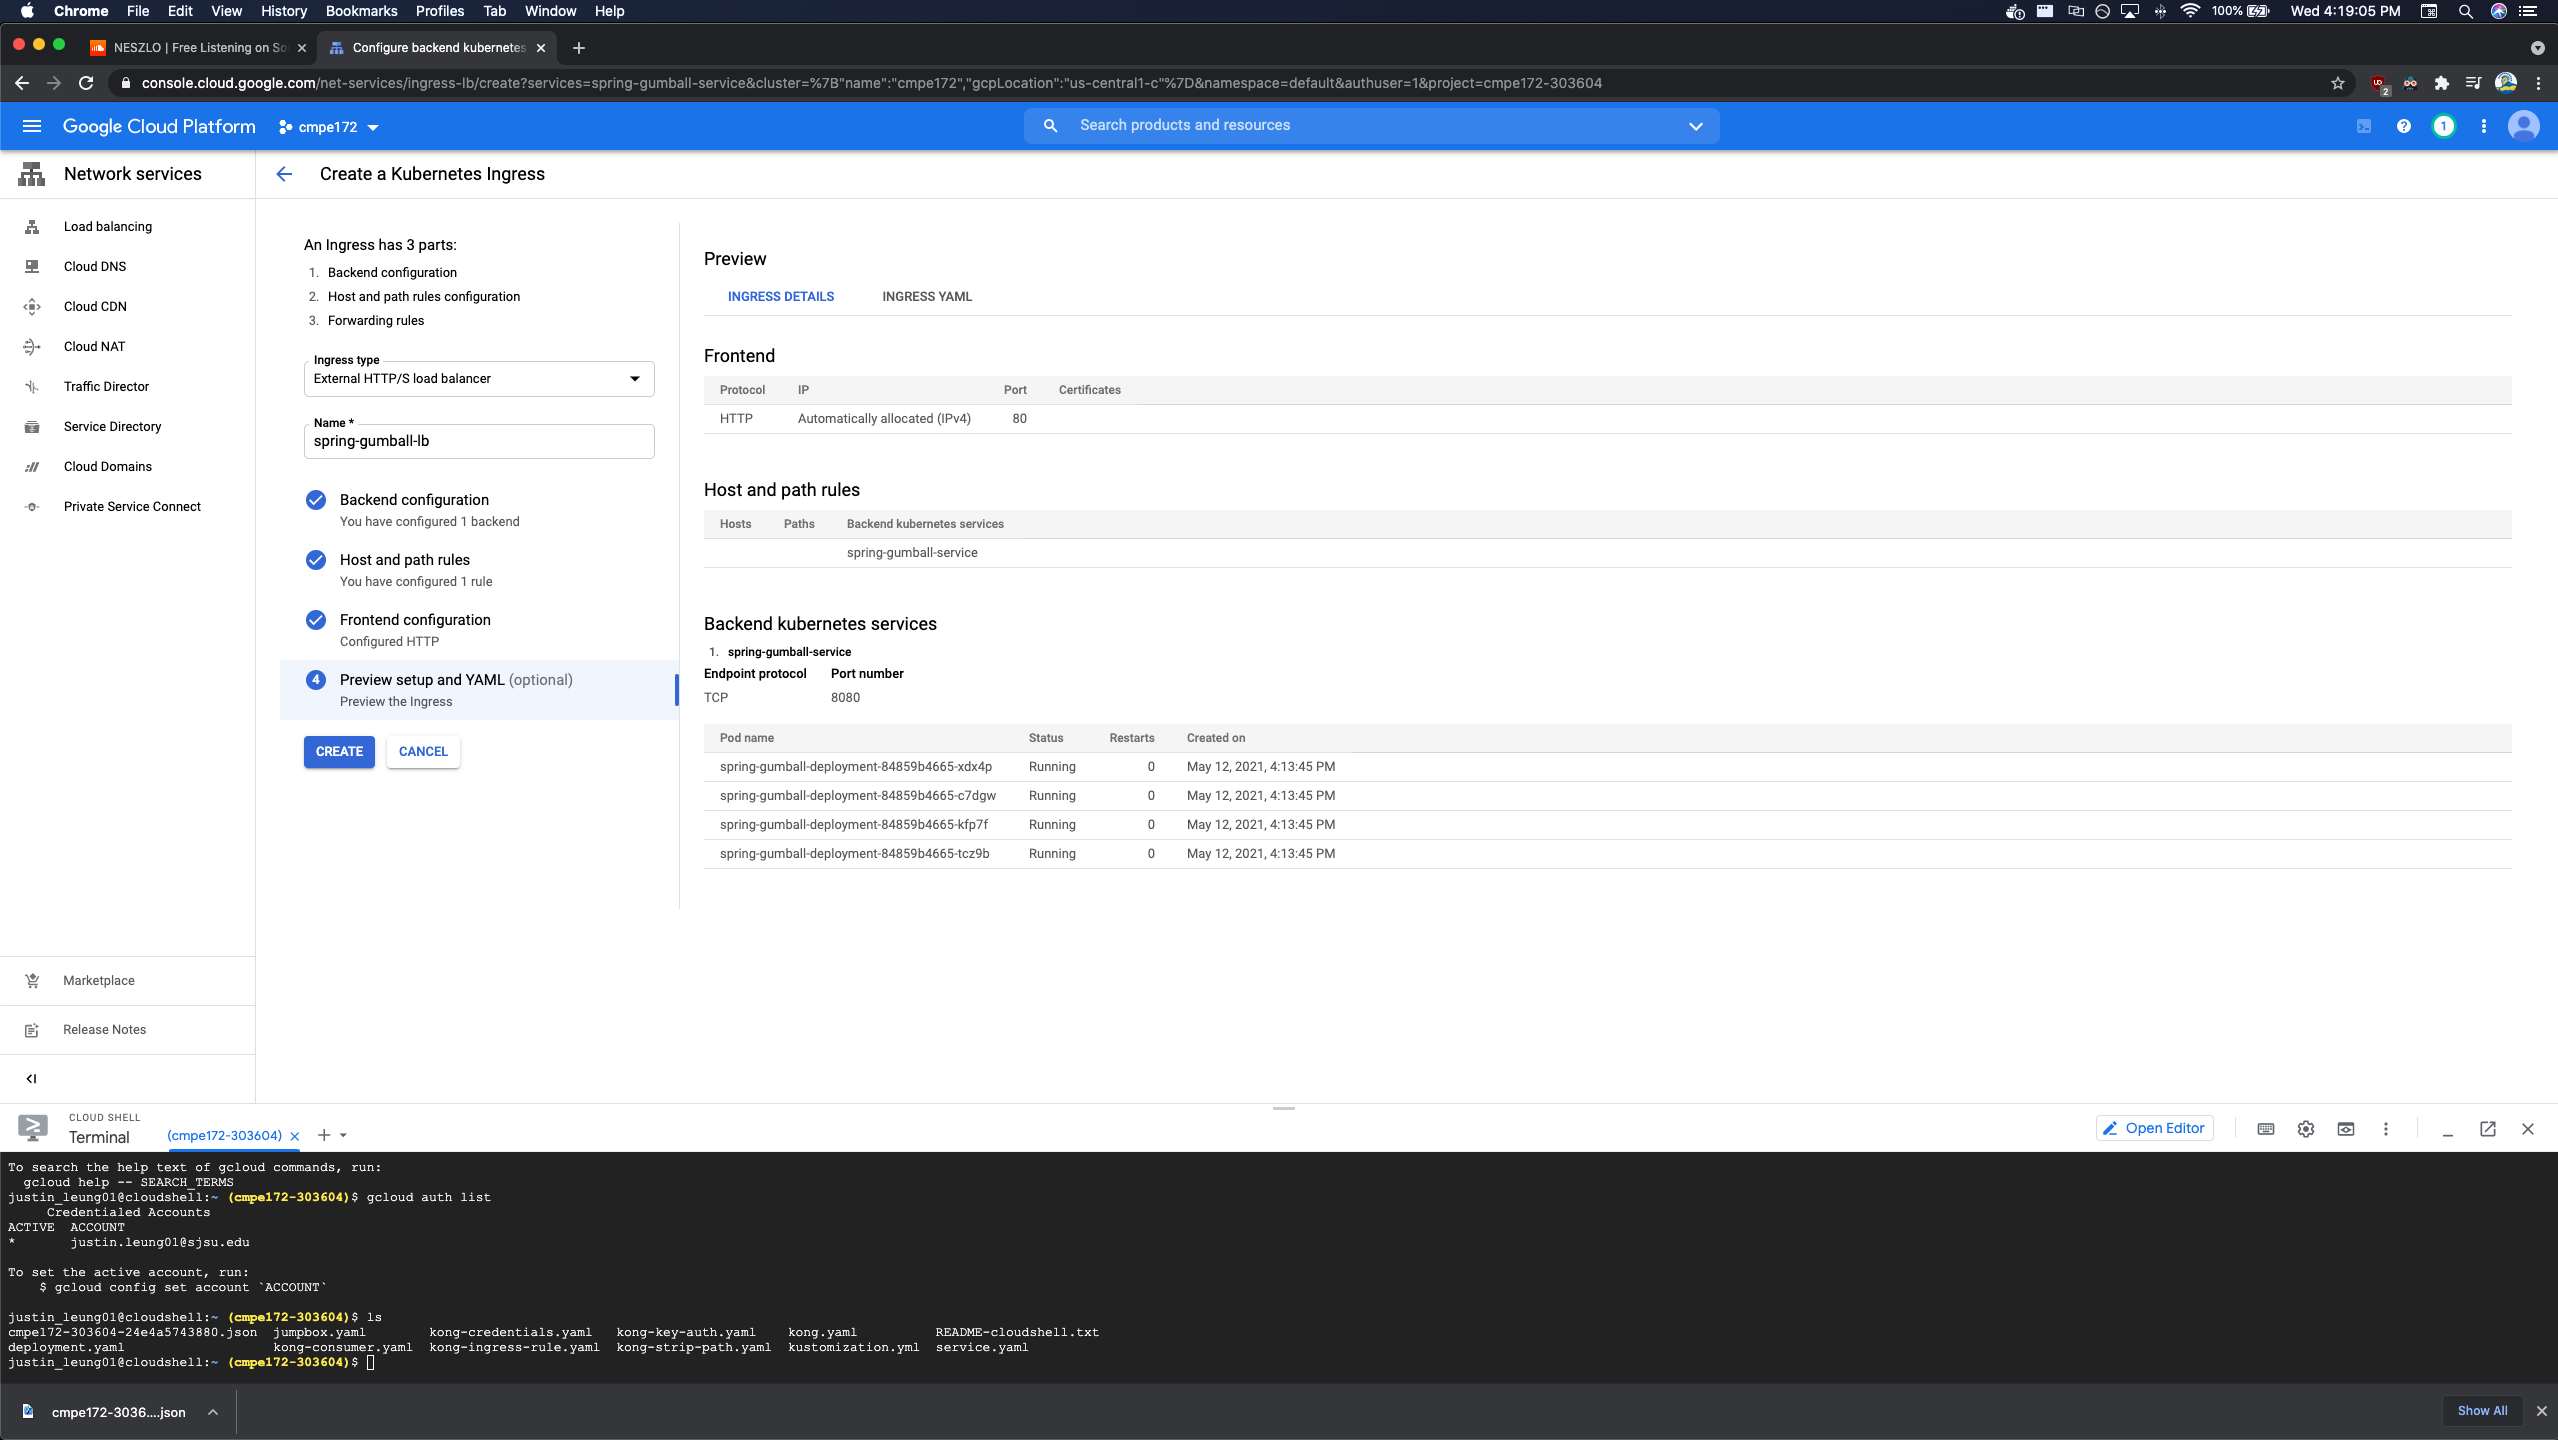 Chrome File Edit View History Bookmarks Profiles Tab Window Help 100% Wed 4:19:05 PM
NESZLO | Free Listening on So
Configure backend kubernetes
console.cloud.google.com/net-services/ingress-lb/create?services=spring-gumball-service&cluster=%7B"name":"cmpe172","gcpLocation":"us-central1-c"%7D&namespace=default&authuser=1&project=cmpe172-303604
2
Google Cloud Platform
cmpe172
Search products and resources
1
Network services
Create a Kubernetes Ingress
Load balancing
Cloud DNS
Cloud CDN
Cloud NAT
Traffic Director
Service Directory
Cloud Domains
Private Service Connect
Marketplace
Release Notes
An Ingress has 3 parts:
1. Backend configuration
2. Host and path rules configuration
3. Forwarding rules
Ingress type
External HTTP/S load balancer
Name *
spring-gumball-lb
Backend configuration
You have configured 1 backend
Host and path rules
You have configured 1 rule
Frontend configuration
Configured HTTP
4 Preview setup and YAML (optional)
Preview the Ingress
CREATE CANCEL
Preview
INGRESS DETAILS INGRESS YAML
Frontend
Protocol IP Port Certificates
HTTP Automatically allocated (IPv4) 80
Host and path rules
Hosts Paths Backend kubernetes services
spring-gumball-service
Backend kubernetes services
1. spring-gumball-service
Endpoint protocol Port number
TCP 8080
Pod name Status Restarts Created on
spring-gumball-deployment-84859b4665-xdx4p Running 0 May 12, 2021, 4:13:45 PM
spring-gumball-deployment-84859b4665-c7dgw Running 0 May 12, 2021, 4:13:45 PM
spring-gumball-deployment-84859b4665-kfp7f Running 0 May 12, 2021, 4:13:45 PM
spring-gumball-deployment-84859b4665-tcz9b Running 0 May 12, 2021, 4:13:45 PM
CLOUD SHELL
Terminal
(cmpe172-303604)
Open Editor
To search the help text of gcloud commands, run:
gcloud help -- SEARCH_TERMS
justin_leung01@cloudshell:~ (cmpe172-303604)$ gcloud auth list
Credentialed Accounts
ACTIVE ACCOUNT
* justin.leung01@sjsu.edu
To set the active account, run:
$ gcloud config set account `ACCOUNT`
justin_leung01@cloudshell:~ (cmpe172-303604)$ ls
cmpe172-303604-24e4a5743880.json jumpbox.yaml kong-credentials.yaml kong-key-auth.yaml kong.yaml README-cloudshell.txt
deployment.yaml kong-consumer.yaml kong-ingress-rule.yaml kong-strip-path.yaml kustomization.yml service.yaml
justin_leung01@cloudshell:~ (cmpe172-303604)$
cmpe172-3036....json
Show All